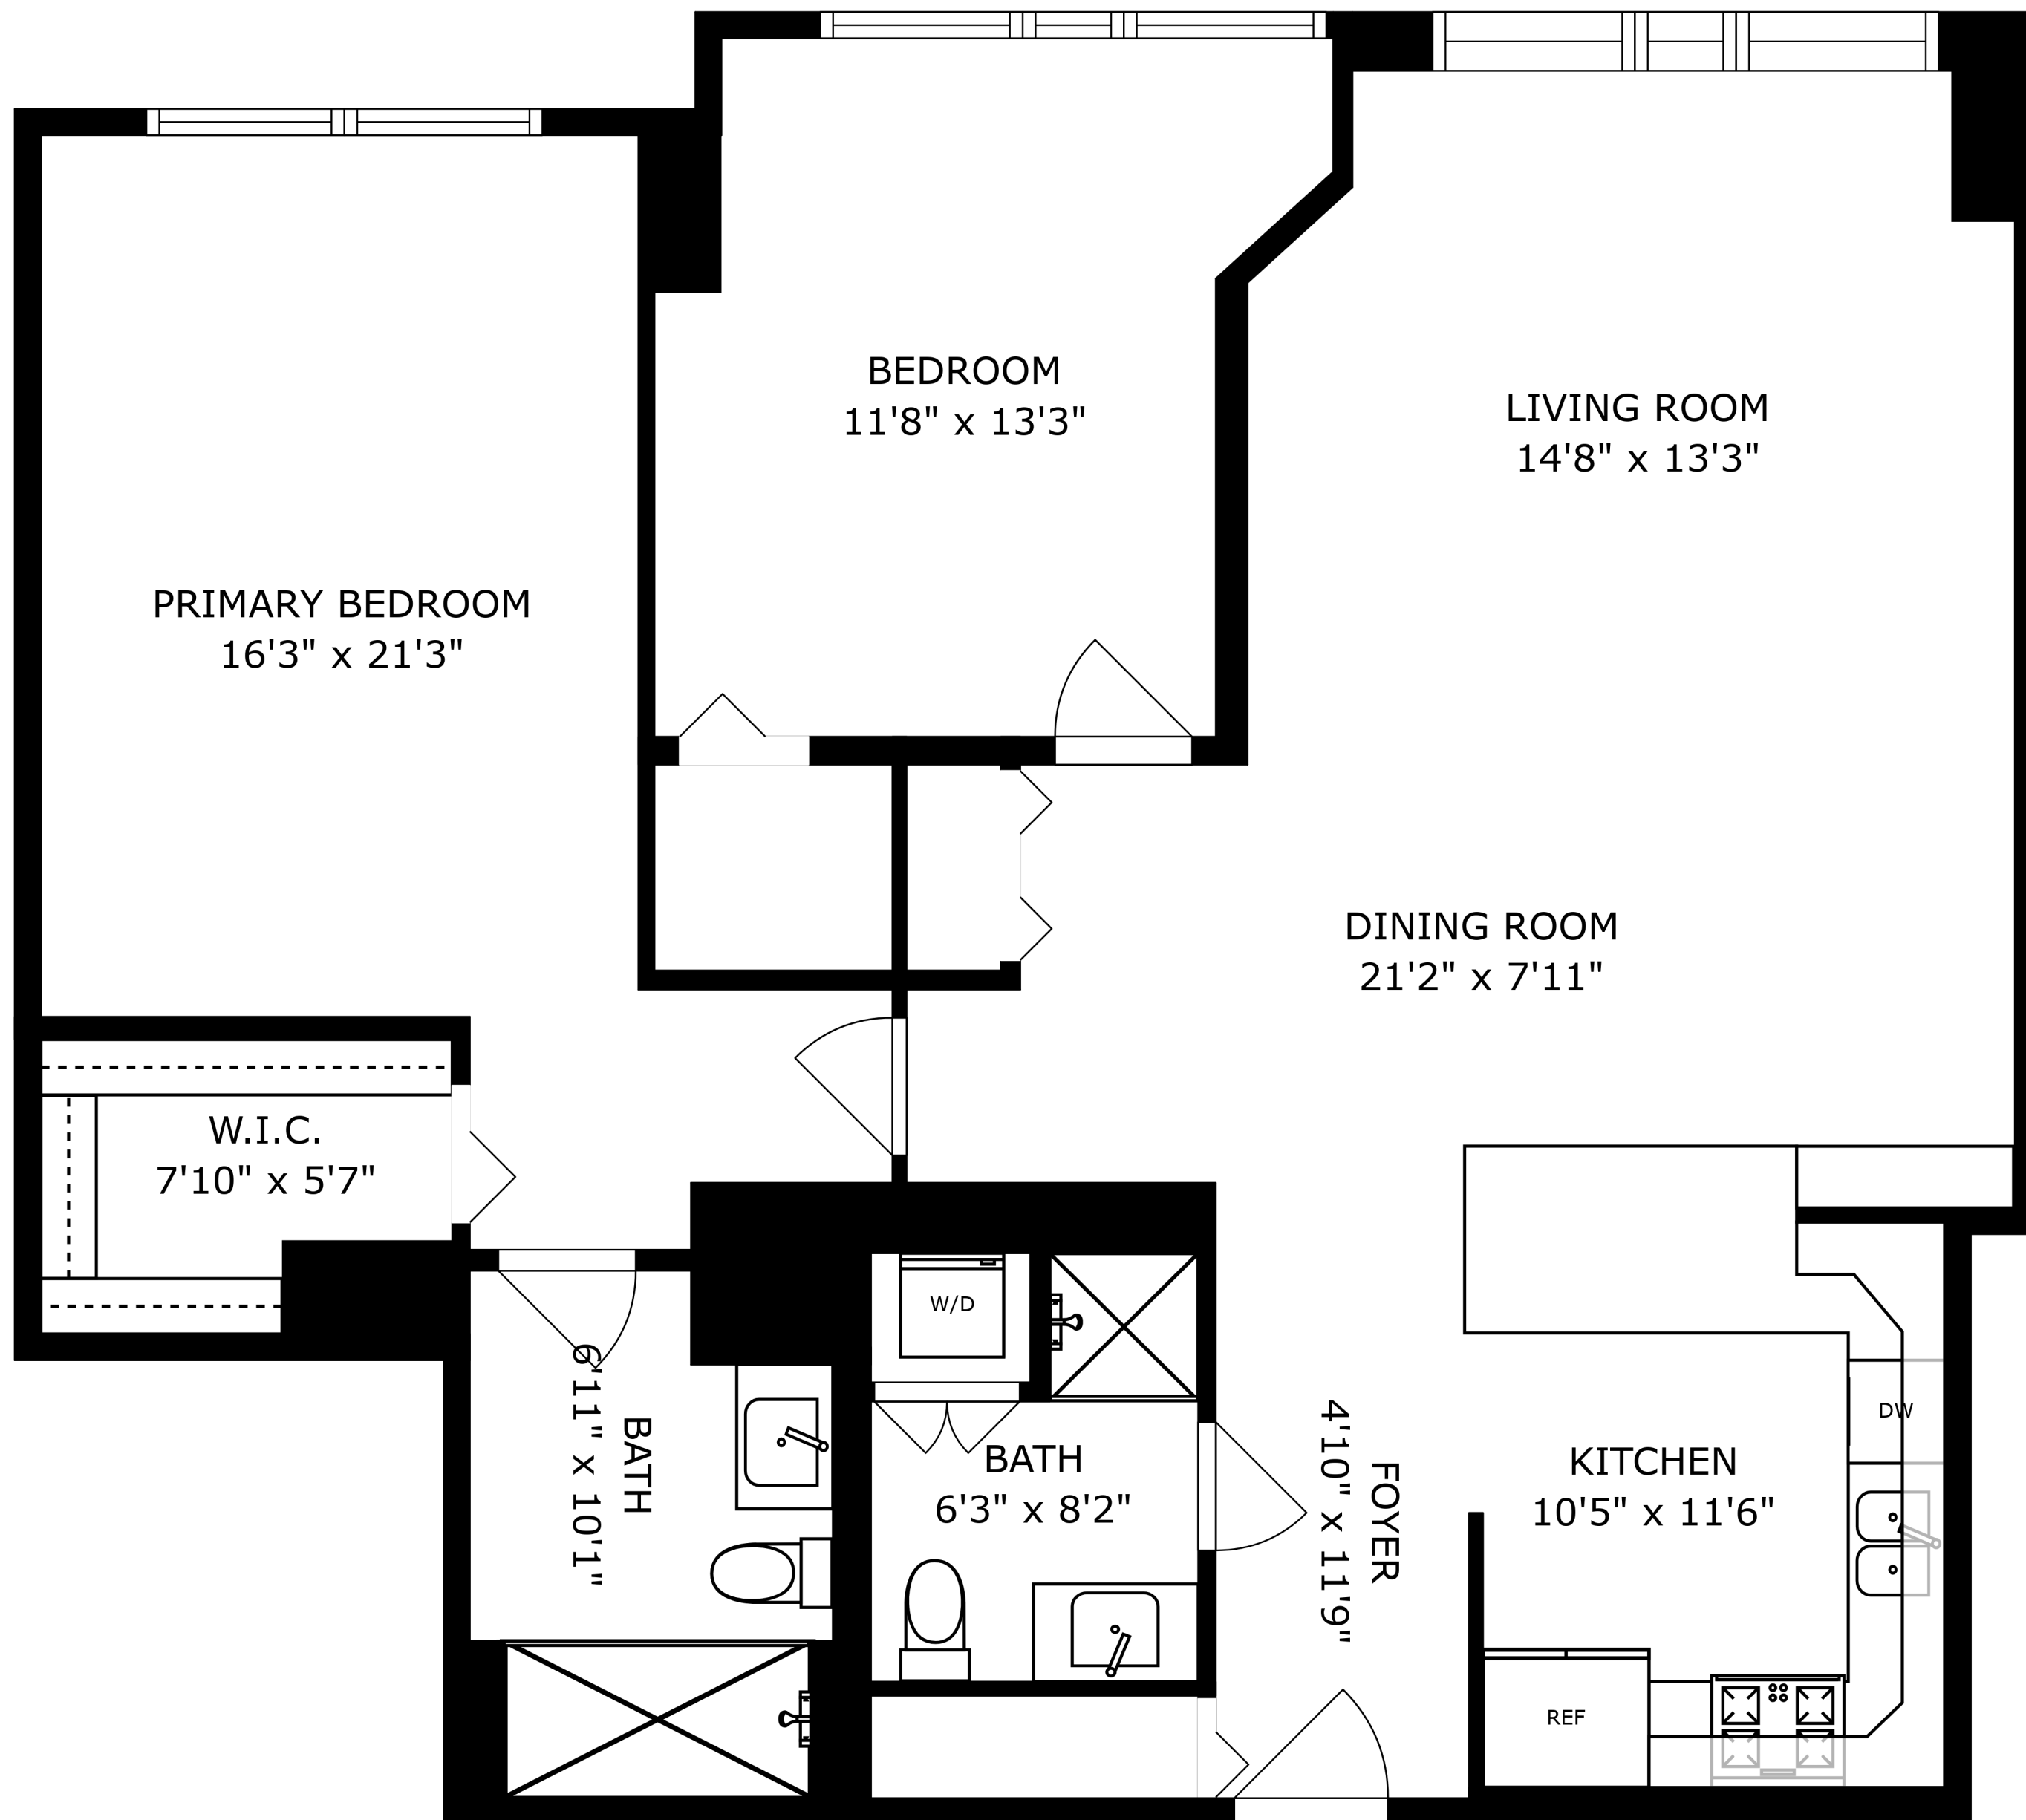 BEDROOM
11'8" x 13'3"
LIVING ROOM
14'8" x 13'3"
PRIMARY BEDROOM
16'3" x 21'3"
DINING ROOM
21'2" x 7'11"
W.I.C.
7'10" x 5'7"
W/D
BATH
6'11" x 10'1"
BATH
6'3" x 8'2"
FOYER
4'10" x 11'9"
KITCHEN
10'5" x 11'6"
DW
REF